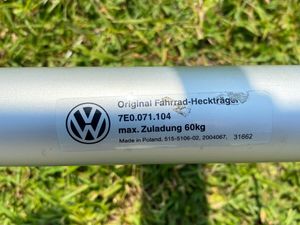 Original Fahrrad-Heckträger
7E0.071.104
max. Zuladung 60kg
Made in Poland, 515-5106-02, 2004067, 31662